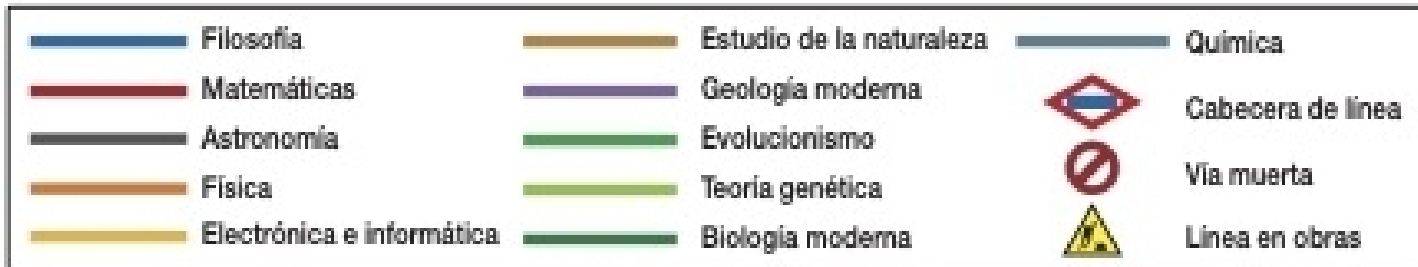 Filosofía
Matemáticas
Astronomía
Física
Electrónica e informática
Estudio de la naturaleza
Geología moderna
Evolucionismo
Teoría genética
Biología moderna
Química
Cabecera de línea
Vía muerta
Línea en obras